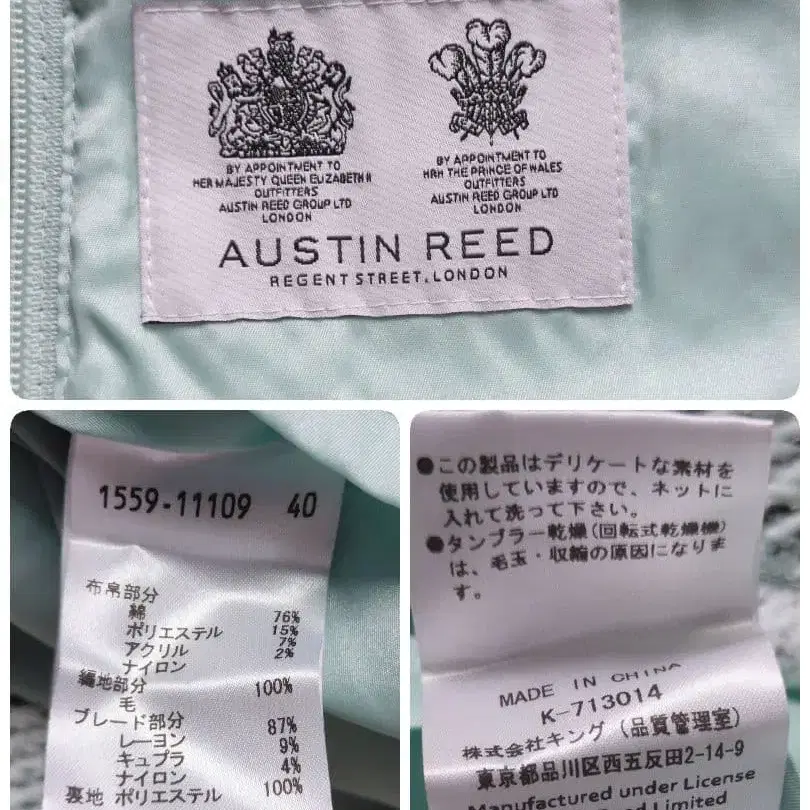 BY APPOINTMENT TO
HER MAJESTY QUEEN ELIZABETH II
OUTFITTERS
AUSTIN REED GROUP LTD
LONDON
BY APPOINTMENT TO
HRH THE PRINCE OF WALES
OUTFITTERS
AUSTIN REED GROUP LTD
LONDON
AUSTIN REED
REGENT STREET, LONDON
1559-11109 40
布帛部分
綿 76%
ポリエステル 15%
アクリル 7%
ナイロン 2%
編地部分
毛 100%
ブレード部分
レーヨン 87%
キュプラ 9%
ナイロン 4%
裏地 ポリエステル 100%
●この製品はデリケートな素材を
使用していますので、ネットに
入れて洗って下さい。
●タンブラー乾燥(回転式乾燥機)
は、毛玉・収縮の原因になりま
す。
MADE IN CHINA
K-713014
株式会社キング (品質管理室)
東京都品川区西五反田2-14-9
Manufactured under License
Limited